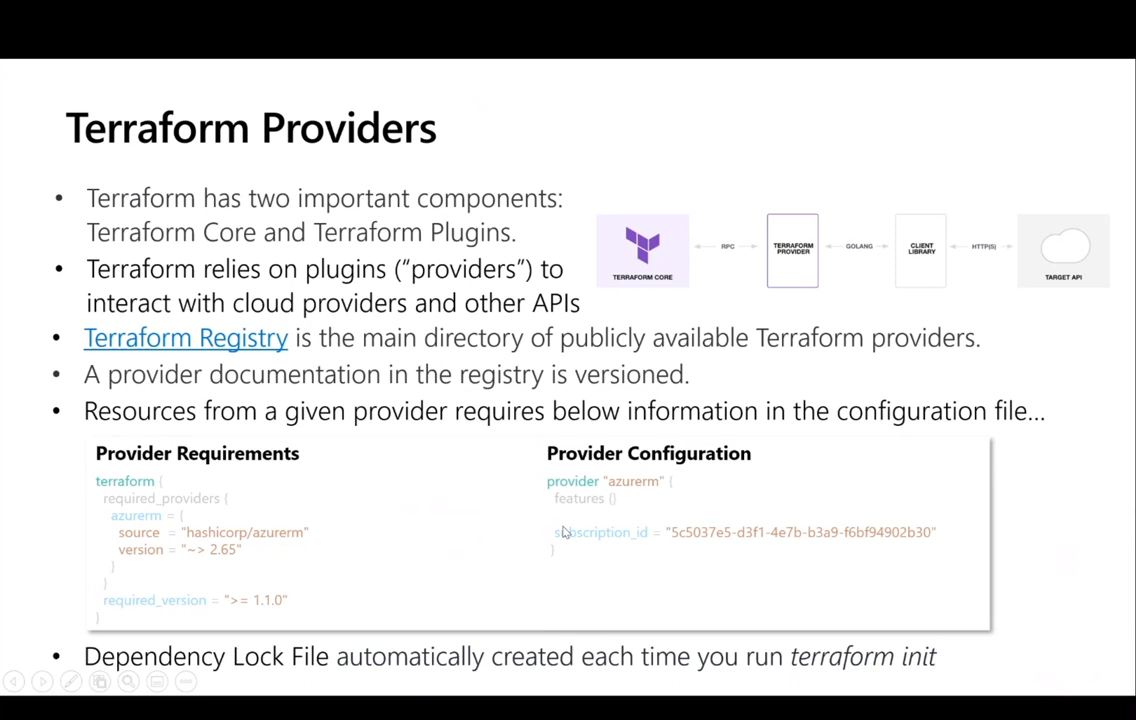 Terraform Providers
• Terraform has two important components:
Terraform Core and Terraform Plugins.
• Terraform relies on plugins (“providers”) to
interact with cloud providers and other APIs
TERRAFORM CORE
RPC
TERRAFORM
PROVIDER
GOLANG
CLIENT
LIBRARY
HTTP(S)
TARGET API
• Terraform Registry is the main directory of publicly available Terraform providers.
• A provider documentation in the registry is versioned.
• Resources from a given provider requires below information in the configuration file...
Provider Requirements
terraform {
required_providers {
azurerm = {
source = "hashicorp/azurerm"
version = "~> 2.65"
}
}
required_version = ">= 1.1.0"
}
Provider Configuration
provider "azurerm" {
features {}
subscription_id = "5c5037e5-d3f1-4e7b-b3a9-f6bf94902b30"
}
• Dependency Lock File automatically created each time you run terraform init